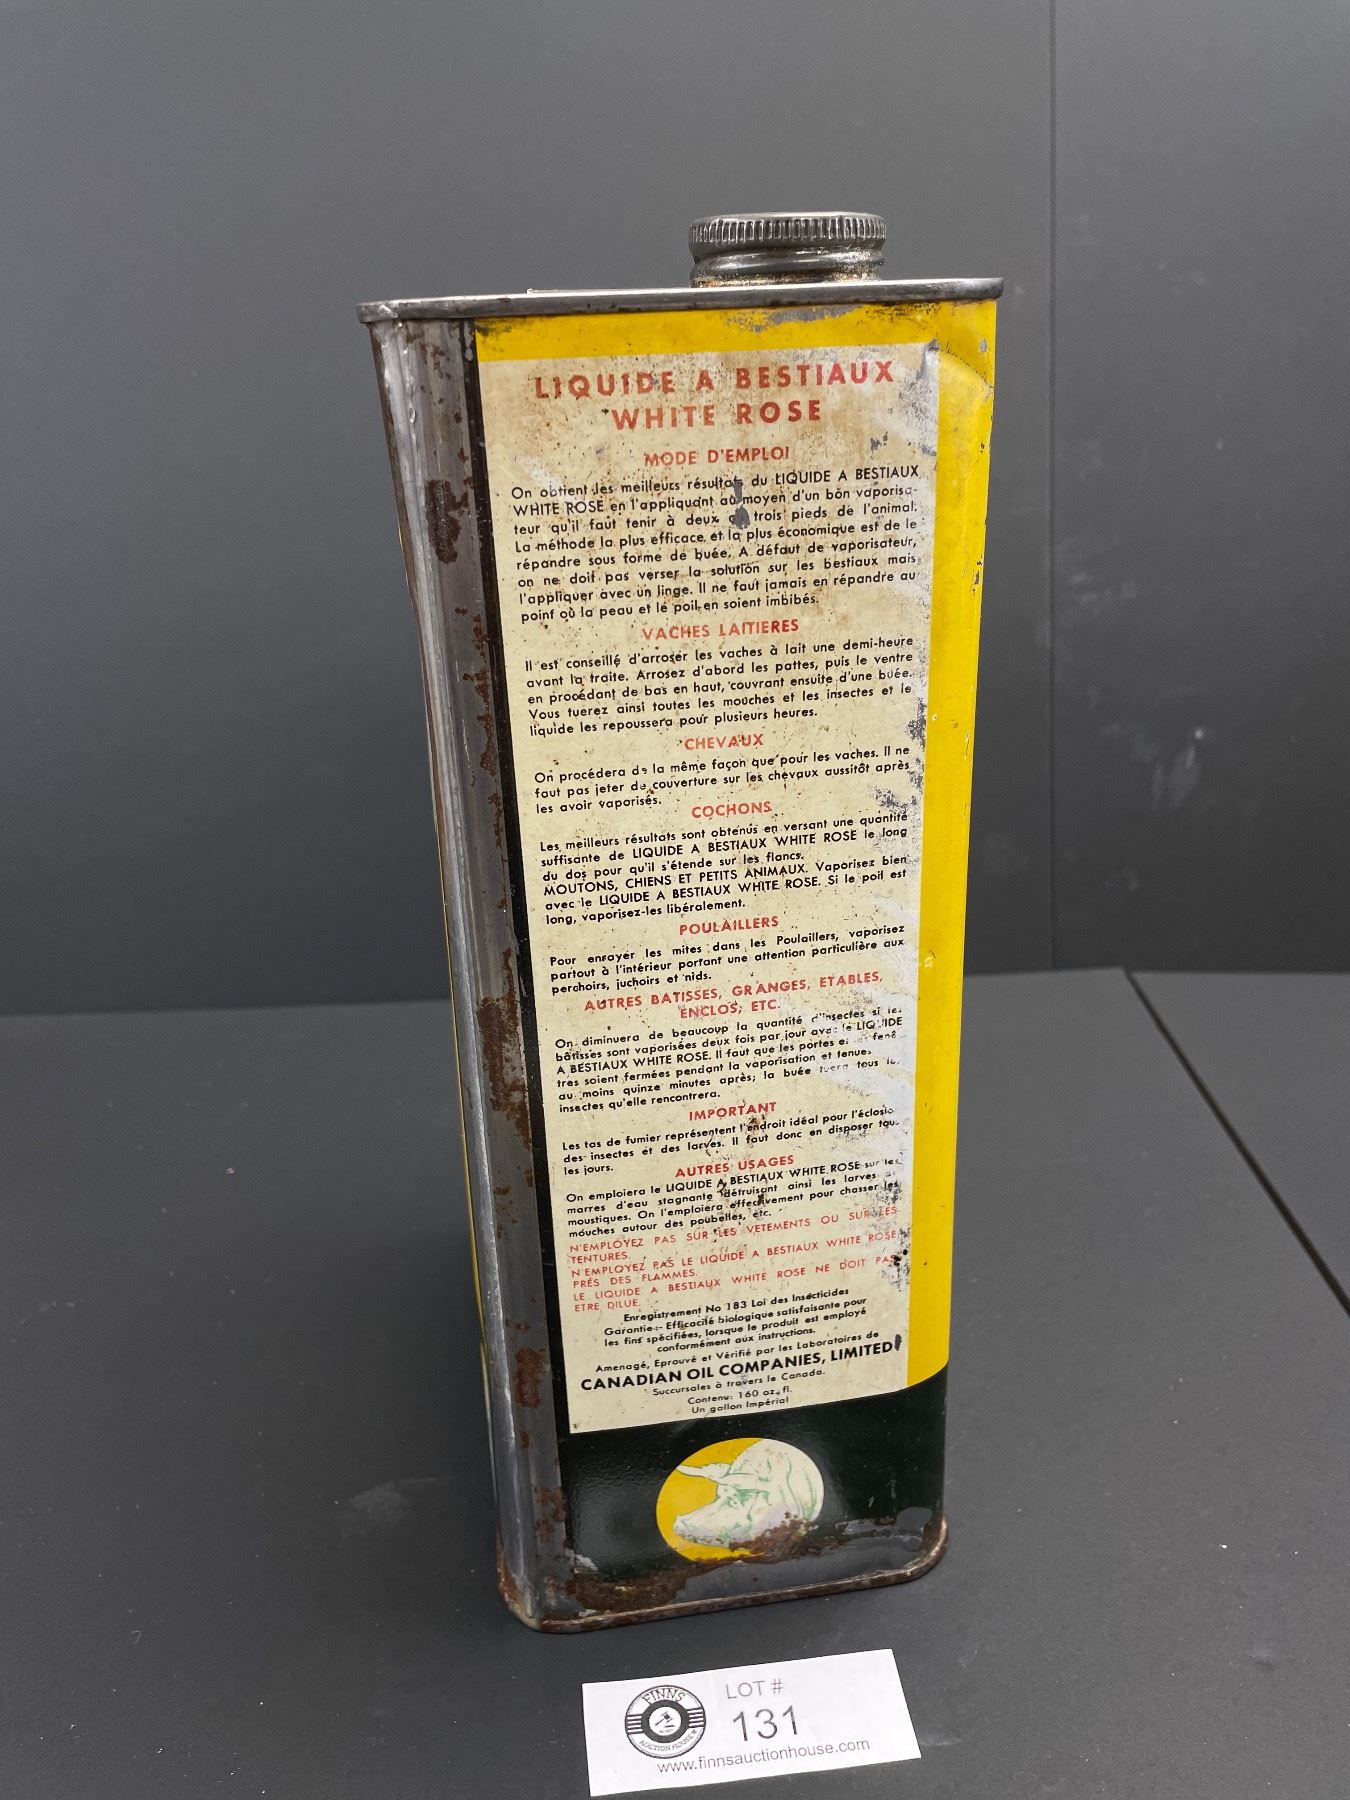 LIQUIDE A BESTIAUX
WHITE ROSE
MODE D'EMPLOI
On obtient les meilleurs résultats du LIQUIDE A BESTIAUX
WHITE ROSE en l'appliquant au moyen d'un bon vaporisa-
teur qu'il faut tenir à deux trois pieds de l'animal.
La méthode la plus efficace et la plus économique est de le
répandre sous forme de buée. A défaut de vaporisateur,
on ne doit pas verser la solution sur les bestiaux mais
l'appliquer avec un linge. Il ne faut jamais en répandre au
point où la peau et le poil en soient imbibés.
VACHES LAITIERES
Il est conseillé d'arroser les vaches à lait une demi-heure
avant la traite. Arrosez d'abord les pattes, puis le ventre
en procédant de bas en haut, couvrant ensuite d'une buée.
Vous tuerez ainsi toutes les mouches et les insectes et le
liquide les repoussera pour plusieurs heures.
CHEVAUX
On procédera de la même façon que pour les vaches. Il ne
faut pas jeter de couverture sur les chevaux aussitôt après
les avoir vaporisés.
COCHONS
Les meilleurs résultats sont obtenus en versant une quantité
suffisante de LIQUIDE A BESTIAUX WHITE ROSE le long
du dos pour qu'il s'étende sur les flancs.
MOUTONS, CHIENS ET PETITS ANIMAUX. Vaporisez bien
avec le LIQUIDE A BESTIAUX WHITE ROSE. Si le poil est
long, vaporisez-les libéralement.
POULAILLERS
Pour enrayer les mites dans les Poulaillers, vaporisez
partout à l'intérieur portant une attention particulière aux
perchoirs, juchoirs et nids.
AUTRES BATISSES, GRANGES, ETABLES,
ENCLOS, ETC.
On diminuera de beaucoup la quantité d'insectes si les
bâtisses sont vaporisées deux fois par jour avec le LIQUIDE
A BESTIAUX WHITE ROSE. Il faut que les portes et les fenê-
tres soient fermées pendant la vaporisation et tenues
au moins quinze minutes après; la buée tuera tous les
insectes qu'elle rencontrera.
IMPORTANT
Les tas de fumier représentent l'endroit idéal pour l'éclosion
des insectes et des larves. Il faut donc en disposer tous
les jours.
AUTRES USAGES
On emploiera le LIQUIDE A BESTIAUX WHITE ROSE sur les
marres d'eau stagnante détruisant ainsi les larves de
moustiques. On l'emploiera effectivement pour chasser les
mouches autour des poubelles, etc.
N'EMPLOYEZ PAS SUR LES VETEMENTS OU SUR LES
TENTURES.
N'EMPLOYEZ PAS LE LIQUIDE A BESTIAUX WHITE ROSE
PRÉS DES FLAMMES.
LE LIQUIDE A BESTIAUX WHITE ROSE NE DOIT PAS
ETRE DILUE.
Enregistrement No 183 Loi des Insecticides
Garantie:- Efficacité biologique satisfaisante pour
les fins spécifiées, lorsque le produit est employé
conformément aux instructions.
Amenagé, Eprouvé et Vérifié par les Laboratoires de
CANADIAN OIL COMPANIES, LIMITED
Succursales à travers le Canada.
Contenu: 160 oz. fl.
Un gallon Impérial
FINNS
AUCTION HOUSE
LOT #
131
www.finnsauctionhouse.com